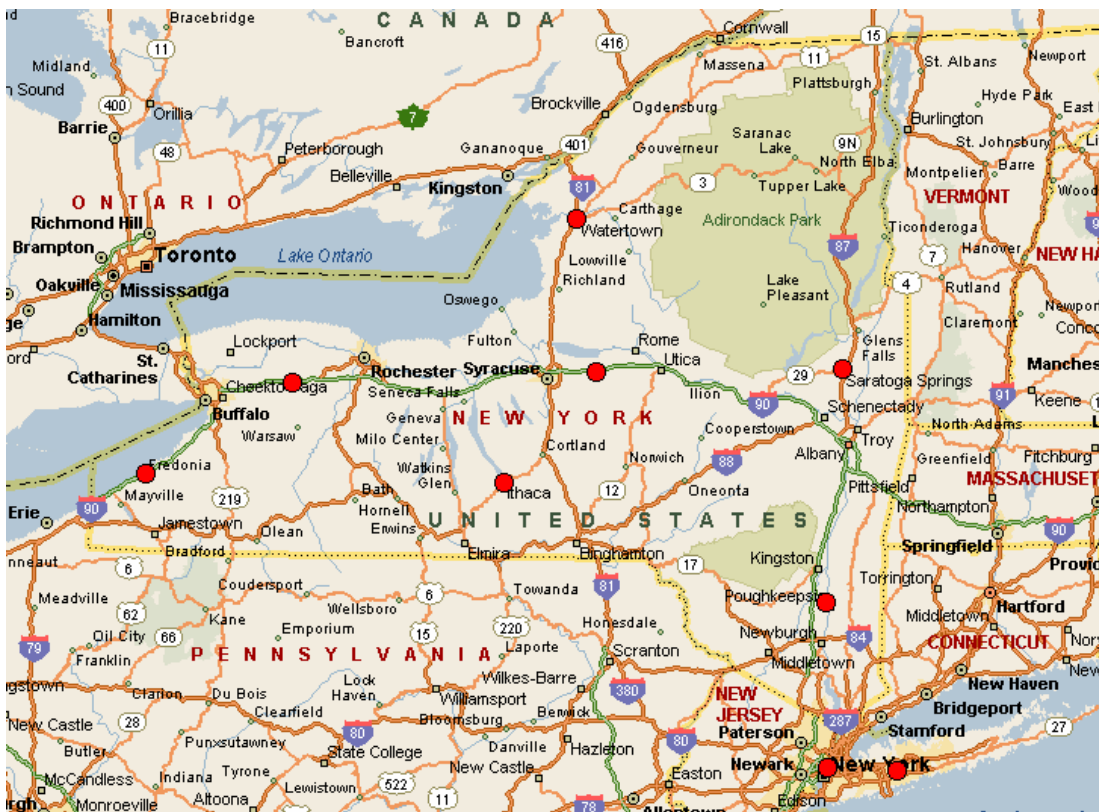 CANADA
Bracebridge
Bancroft
11
416
Cornwall
15
Newport
Massena
11
St. Albans
Midland
Sound
400
Orillia
Plattsburgh
Hyde Park
Brockville
Ogdensburg
7
Barrie
Burlington
48
Peterborough
Gananoque
401
Gouverneur
Saranac
Lake
9N
St. Johnsbury
Belleville
Kingston
North Elba
Montpelier
Barre
81
3
Tupper Lake
ONTARIO
VERMONT
Richmond Hill
Carthage
Adirondack Park
Watertown
Ticonderoga
Brampton
Toronto
Lake Ontario
87
Hanover
NEW HA
Oakville
Lowville
7
Mississauga
Richland
4
Rutland
Oswego
Lake
Pleasant
Newpor
Hamilton
Claremont
Fulton
Glens
Falls
St.
Catharines
Lockport
Rome
Manches
Rochester
Syracuse
Utica
29
Saratoga Springs
Cheektowaga
Seneca Falls
Ilion
90
91
Keene
Buffalo
Geneva
NEW YORK
Schenectady
Warsaw
Milo Center
Cooperstown
Troy
North Adams
Cortland
Albany
Greenfield
Fitchburg
Fredonia
Watkins
Glen
Norwich
88
Pittsfield
MASSACHUSET
90
Mayville
219
Bath
Ithaca
12
Oneonta
Northampton
Erie
Hornell
Jamestown
Olean
Erwins
UNITED STATES
90
Bradford
Elmira
Binghamton
Kingston
Springfield
6
17
Provi
Coudersport
Torrington
Meadville
6
Towanda
81
Poughkeepsi
Hartford
62
Kane
Wellsboro
Middletown
Oil City
66
Emporium
15
220
Honesdale
Newburgh
84
CONNECTICUT
79
Franklin
PENNSYLVANIA
Laporte
Scranton
Middletown
Clarion
Du Bois
Lock
Haven
Wilkes-Barre
380
NEW
JERSEY
New Haven
Williamsport
Bridgeport
New Castle
28
Clearfield
80
Bloomsburg
Berwick
287
Stamford
27
Butler
Punxsutawney
State College
Danville
Hazleton
80
Paterson
McCandless
Indiana
Tyrone
New Castle
Newark
New York
Easton
Monroeville
Altoona
Lewistown
522
11
78
Allentown
Edison